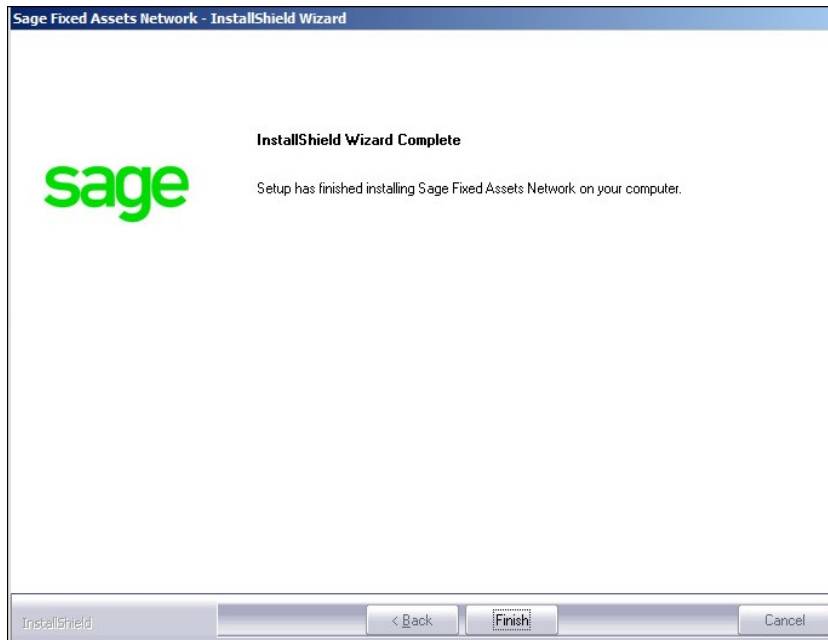 Sage Fixed Assets Network - InstallShield Wizard
InstallShield Wizard Complete
sage
Setup has finished installing Sage Fixed Assets Network on your computer.
InstallShield
< Back
Finish
Cancel